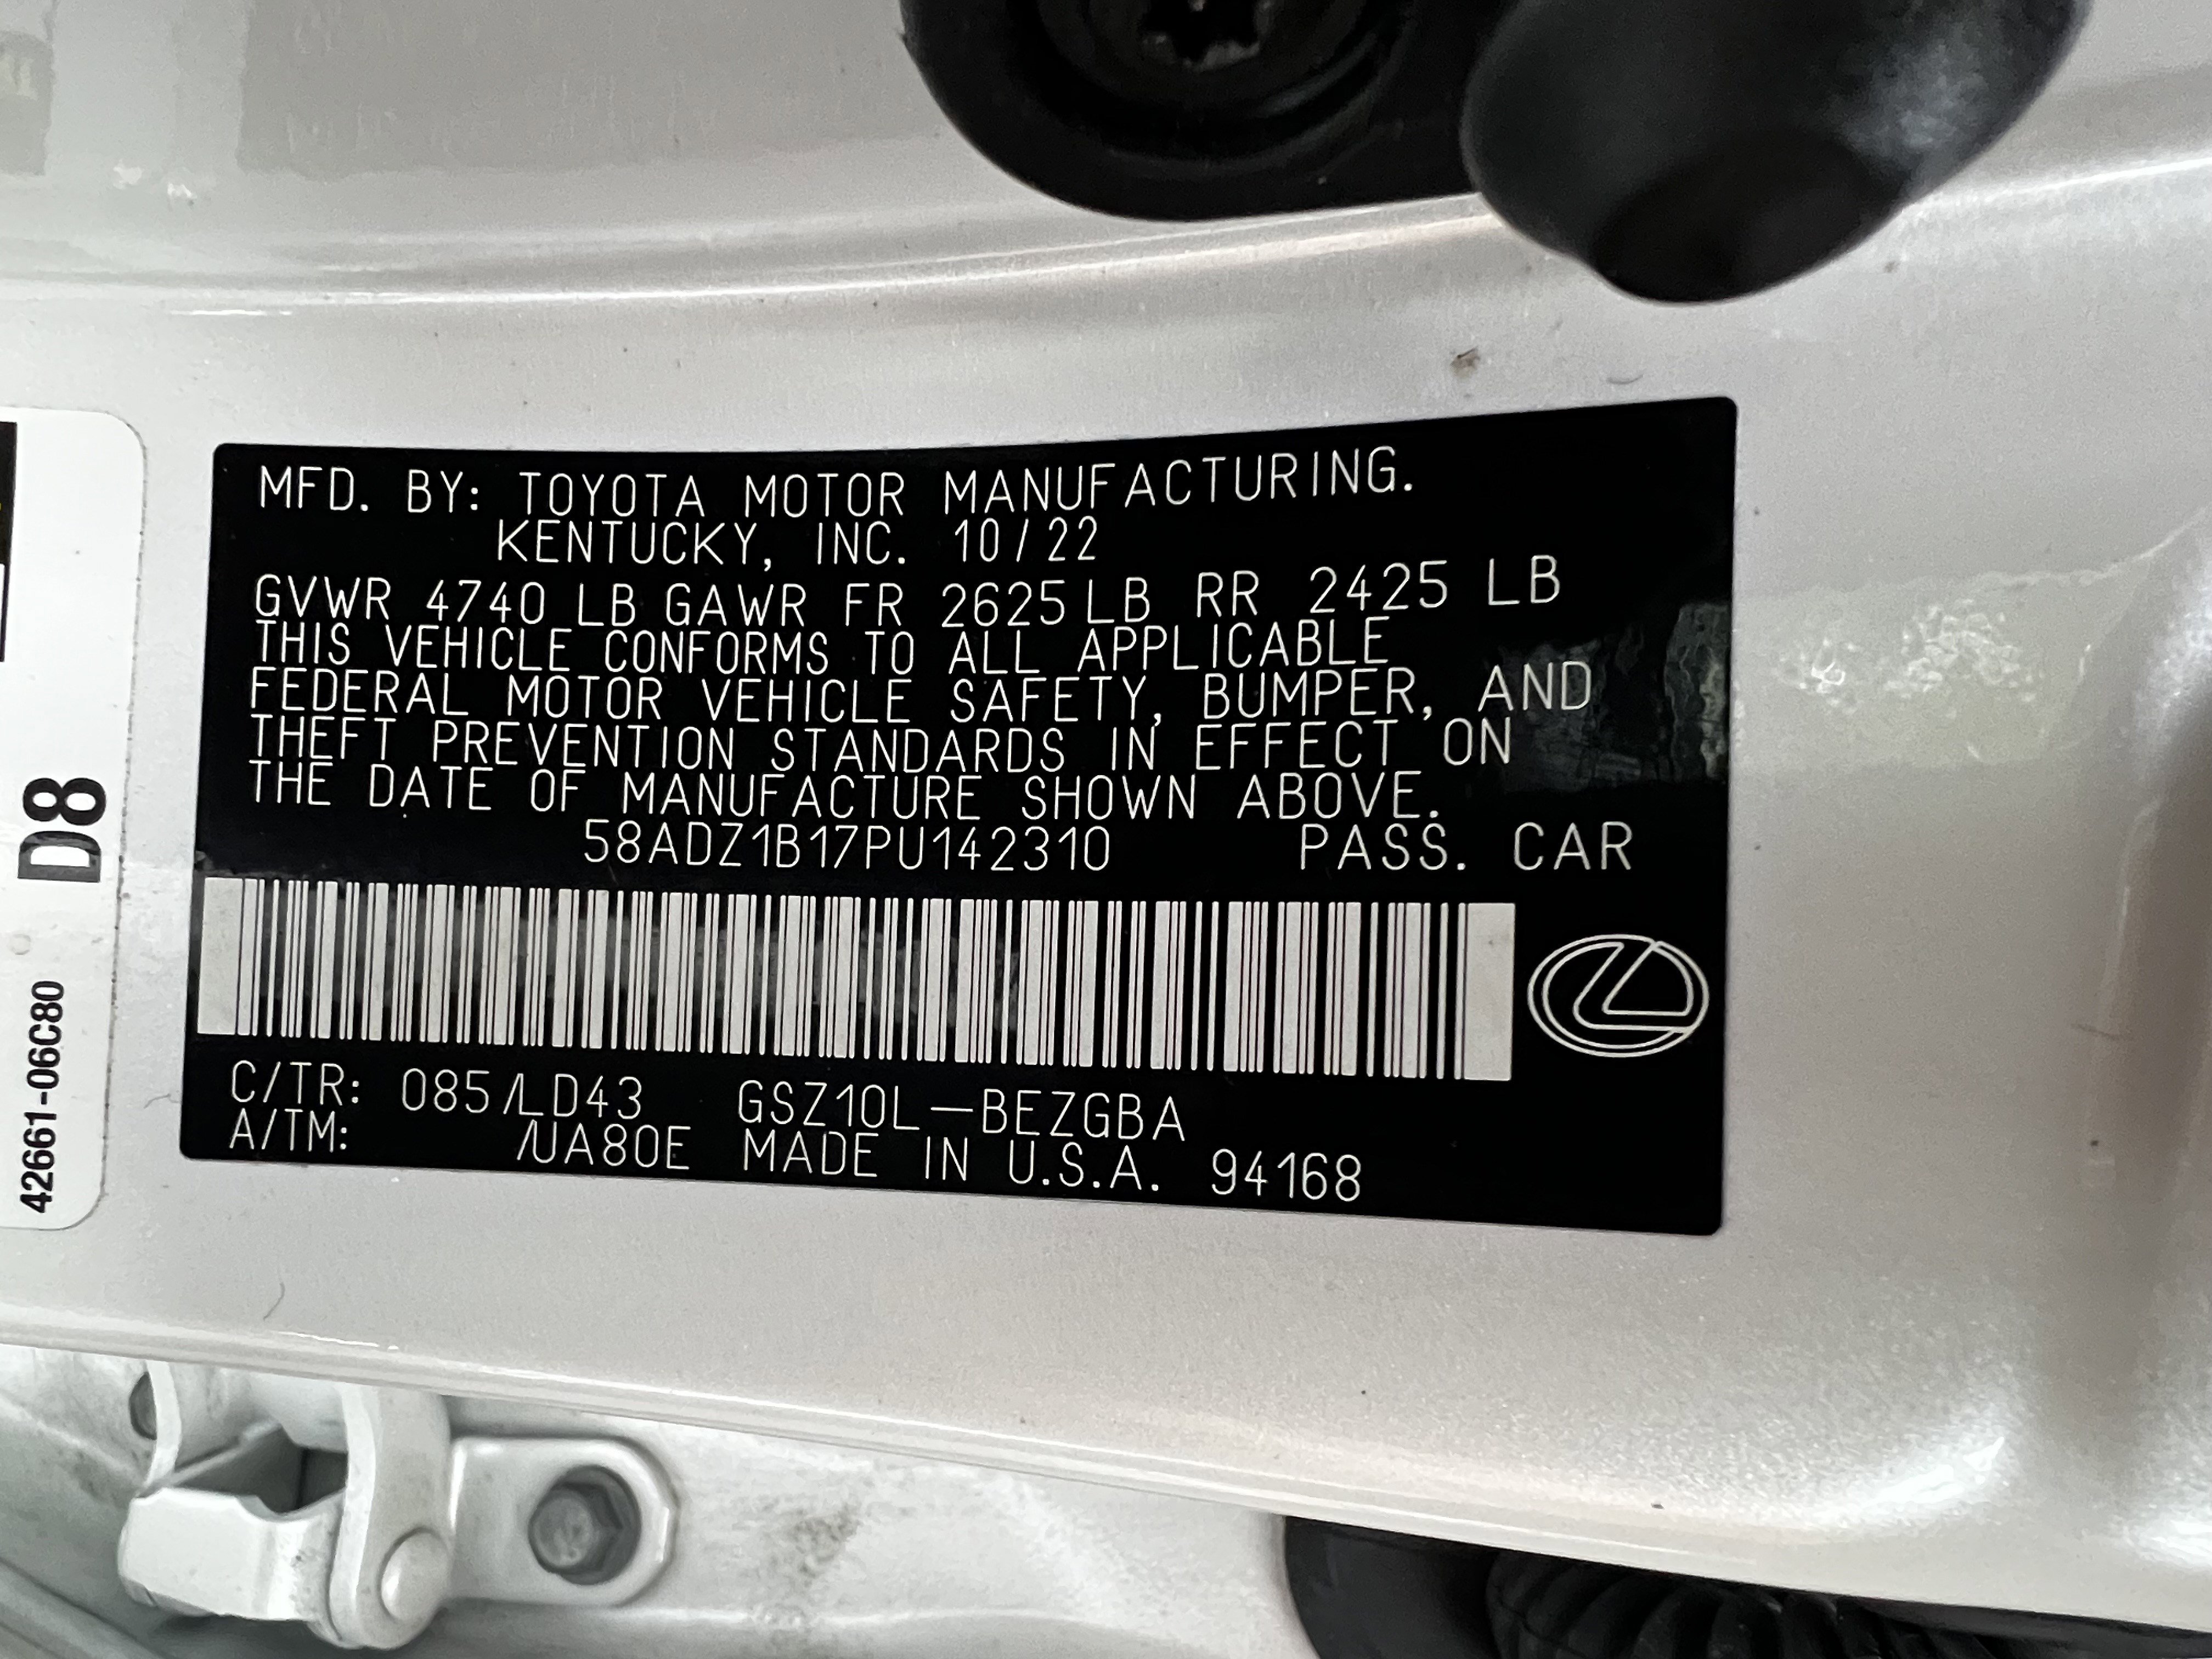 MFD. BY: TOYOTA MOTOR MANUFACTURING.
KENTUCKY, INC. 10/22
GVWR 4740 LB GAWR FR 2625 LB RR 2425 LB
THIS VEHICLE CONFORMS TO ALL APPLICABLE
FEDERAL MOTOR VEHICLE SAFETY, BUMPER, AND
THEFT PREVENTION STANDARDS IN EFFECT ON
THE DATE OF MANUFACTURE SHOWN ABOVE.
58ADZ1B17PU142310 PASS. CAR
C/TR: 085/LD43 GSZ10L-BEZGBA
A/TM: /UA80E MADE IN U.S.A. 94168
D8
42661-06C80